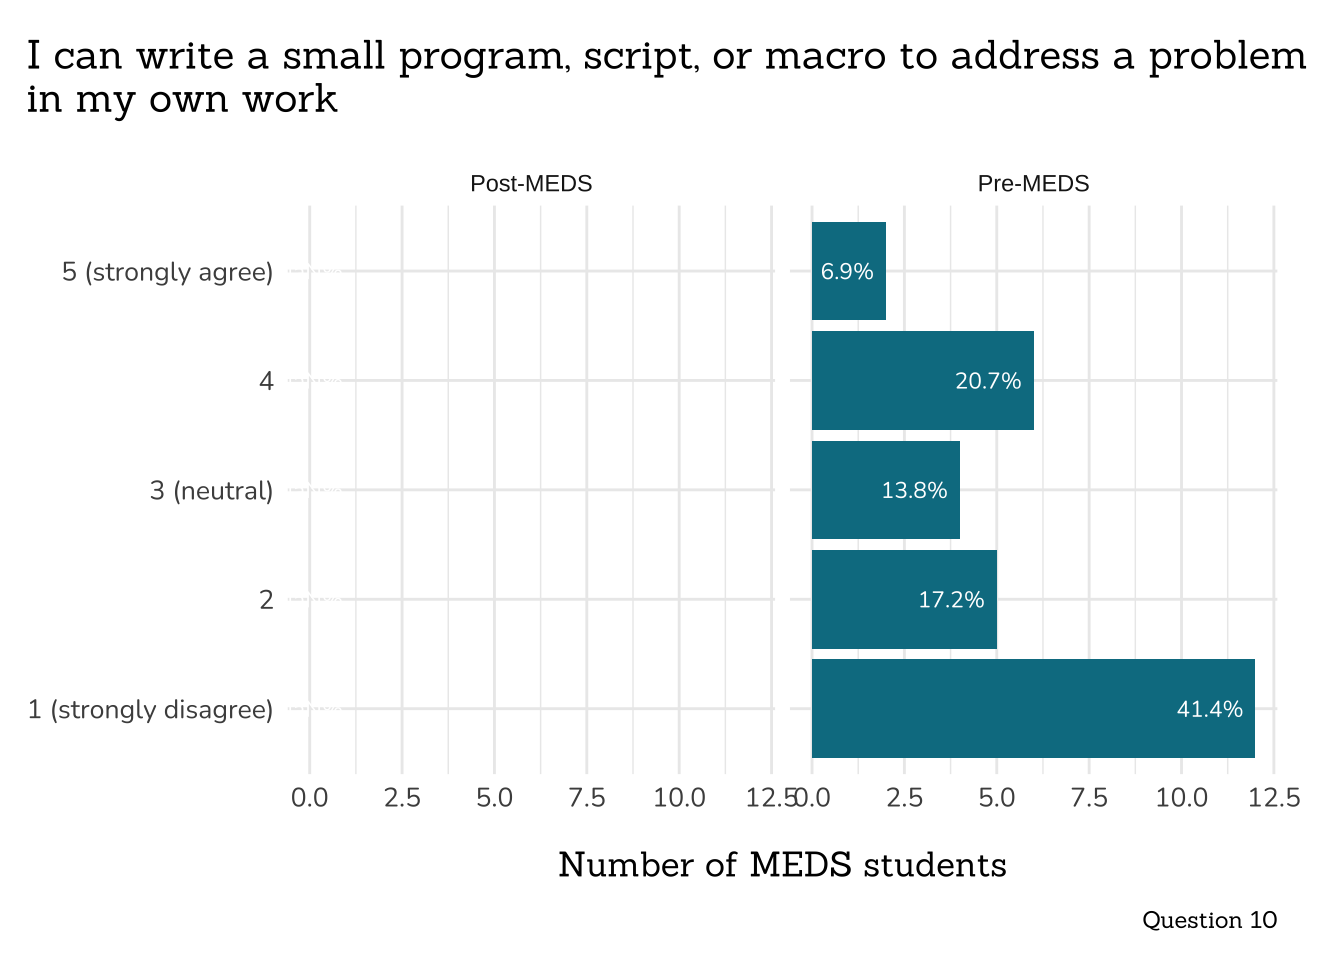 I can write a small program, script, or macro to address a problem
in my own work
Post-MEDS
Pre-MEDS
5 (strongly agree)
6.9%
4
20.7%
3 (neutral)
13.8%
2
17.2%
1 (strongly disagree)
41.4%
0.0 2.5 5.0 7.5 10.0 12.5
0.0 2.5 5.0 7.5 10.0 12.5
Number of MEDS students
Question 10